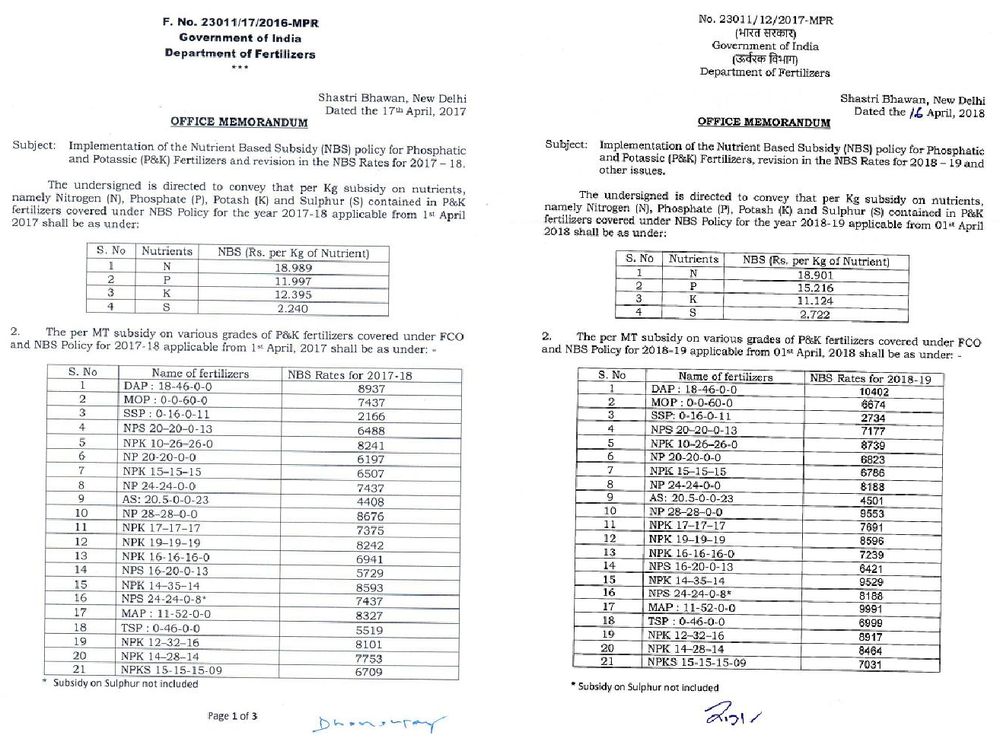 F. No. 23011/17/2016-MPR
Government of India
Department of Fertilizers
***
Shastri Bhawan, New Delhi
Dated the 17th April, 2017
OFFICE MEMORANDUM
Subject: Implementation of the Nutrient Based Subsidy (NBS) policy for Phosphatic
and Potassic (P&K) Fertilizers and revision in the NBS Rates for 2017 – 18.
The undersigned is directed to convey that per Kg subsidy on nutrients,
namely Nitrogen (N), Phosphate (P), Potash (K) and Sulphur (S) contained in P&K
fertilizers covered under NBS Policy for the year 2017-18 applicable from 1st April
2017 shall be as under:
S. No Nutrients NBS (Rs. per Kg of Nutrient)
1 N 18.989
2 P 11.997
3 K 12.395
4 S 2.240
2. The per MT subsidy on various grades of P&K fertilizers covered under FCO
and NBS Policy for 2017-18 applicable from 1st April, 2017 shall be as under: -
S. No Name of fertilizers NBS Rates for 2017-18
1 DAP : 18-46-0-0 8937
2 MOP : 0-0-60-0 7437
3 SSP : 0-16-0-11 2166
4 NPS 20–20–0-13 6488
5 NPK 10–26–26-0 8241
6 NP 20-20-0-0 6197
7 NPK 15–15–15 6507
8 NP 24-24-0-0 7437
9 AS: 20.5-0-0-23 4408
10 NP 28–28–0-0 8676
11 NPK 17–17–17 7375
12 NPK 19–19–19 8242
13 NPK 16-16-16-0 6941
14 NPS 16-20-0-13 5729
15 NPK 14–35–14 8593
16 NPS 24-24-0-8* 7437
17 MAP : 11-52-0-0 8327
18 TSP : 0-46-0-0 5519
19 NPK 12–32–16 8101
20 NPK 14–28–14 7753
21 NPKS 15-15-15-09 6709
* Subsidy on Sulphur not included
Page 1 of 3
No. 23011/12/2017-MPR
(भारत सरकार)
Government of India
(ऊर्वरक विभाग)
Department of Fertilizers
Shastri Bhawan, New Delhi
Dated the 16 April, 2018
OFFICE MEMORANDUM
Subject: Implementation of the Nutrient Based Subsidy (NBS) policy for Phosphatic
and Potassic (P&K) Fertilizers, revision in the NBS Rates for 2018 – 19 and
other issues.
The undersigned is directed to convey that per Kg subsidy on nutrients,
namely Nitrogen (N), Phosphate (P), Potash (K) and Sulphur (S) contained in P&K
fertilizers covered under NBS Policy for the year 2018-19 applicable from 01st April
2018 shall be as under:
S. No Nutrients NBS (Rs. per Kg of Nutrient)
1 N 18.901
2 P 15.216
3 K 11.124
4 S 2.722
2. The per MT subsidy on various grades of P&K fertilizers covered under FCO
and NBS Policy for 2018-19 applicable from 01st April, 2018 shall be as under: -
S. No Name of fertilizers NBS Rates for 2018-19
1 DAP : 18-46-0-0 10402
2 MOP : 0-0-60-0 6674
3 SSP: 0-16-0-11 2734
4 NPS 20–20–0-13 7177
5 NPK 10–26–26-0 8739
6 NP 20-20-0-0 6823
7 NPK 15–15–15 6786
8 NP 24-24-0-0 8188
9 AS: 20.5-0-0-23 4501
10 NP 28–28–0-0 9553
11 NPK 17–17–17 7691
12 NPK 19–19–19 8596
13 NPK 16-16-16-0 7239
14 NPS 16-20-0-13 6421
15 NPK 14–35–14 9529
16 NPS 24-24-0-8* 8188
17 MAP : 11-52-0-0 9991
18 TSP : 0-46-0-0 6999
19 NPK 12–32–16 8917
20 NPK 14–28–14 8464
21 NPKS 15-15-15-09 7031
* Subsidy on Sulphur not included